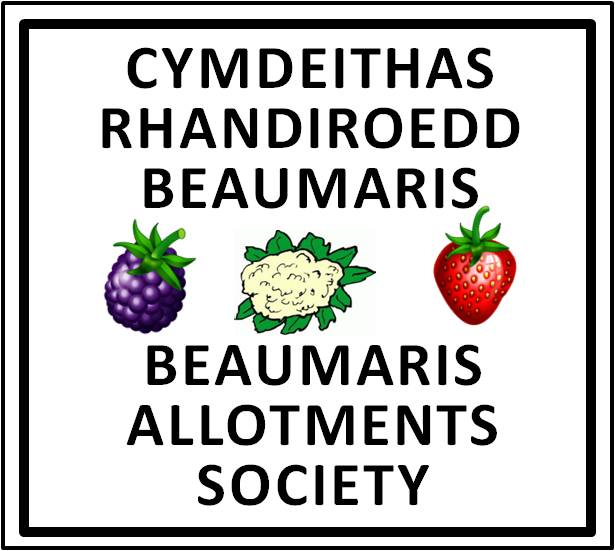 CYMDEITHAS
RHANDIROEDD
BEAUMARIS
BEAUMARIS
ALLOTMENTS
SOCIETY